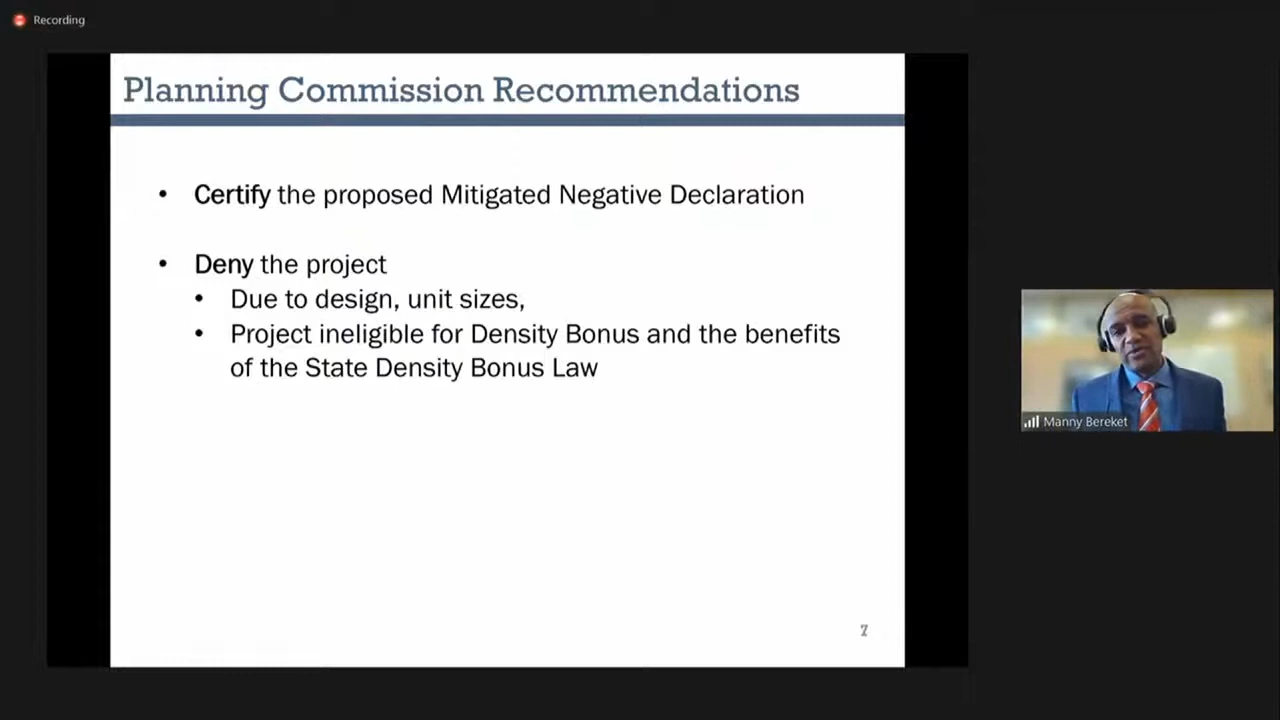 Recording
Planning Commission Recommendations
• Certify the proposed Mitigated Negative Declaration
• Deny the project
• Due to design, unit sizes,
• Project ineligible for Density Bonus and the benefits
of the State Density Bonus Law
7
Manny Bereket